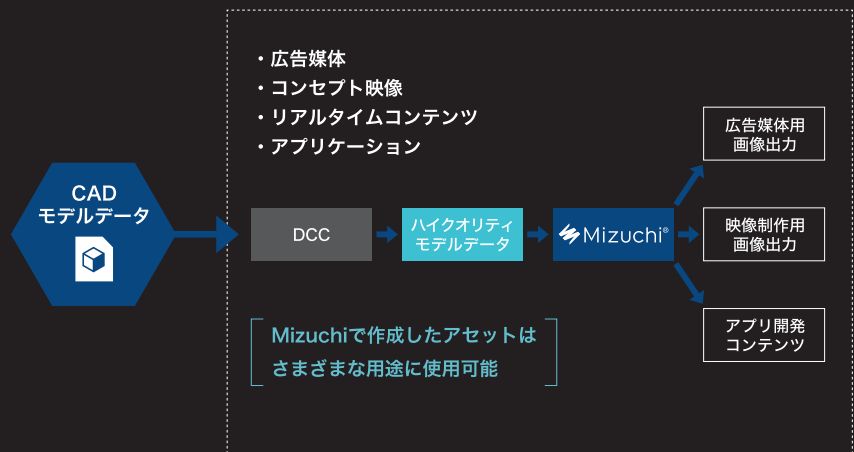 ・広告媒体
・コンセプト映像
・リアルタイムコンテンツ
・アプリケーション
CAD
モデルデータ
DCC
ハイクオリティ
モデルデータ
Mizuchi®
広告媒体用
画像出力
映像制作用
画像出力
アプリ開発
コンテンツ
Mizuchiで作成したアセットは
さまざまな用途に使用可能